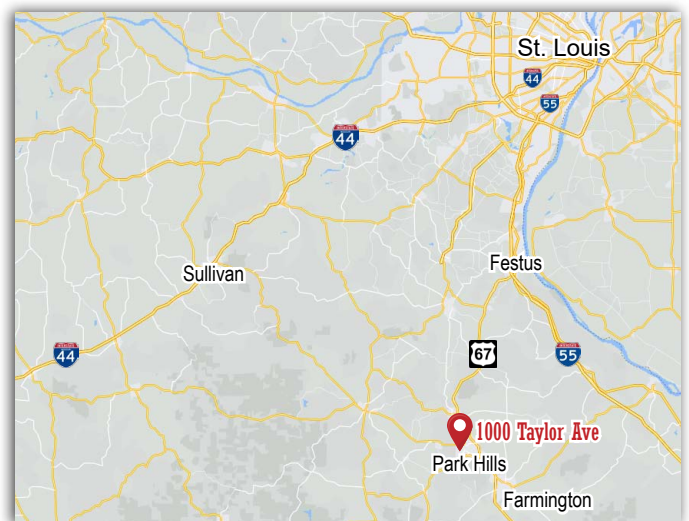 St. Louis
44
55
44
Sullivan
Festus
67
44
55
1000 Taylor Ave
Park Hills
Farmington